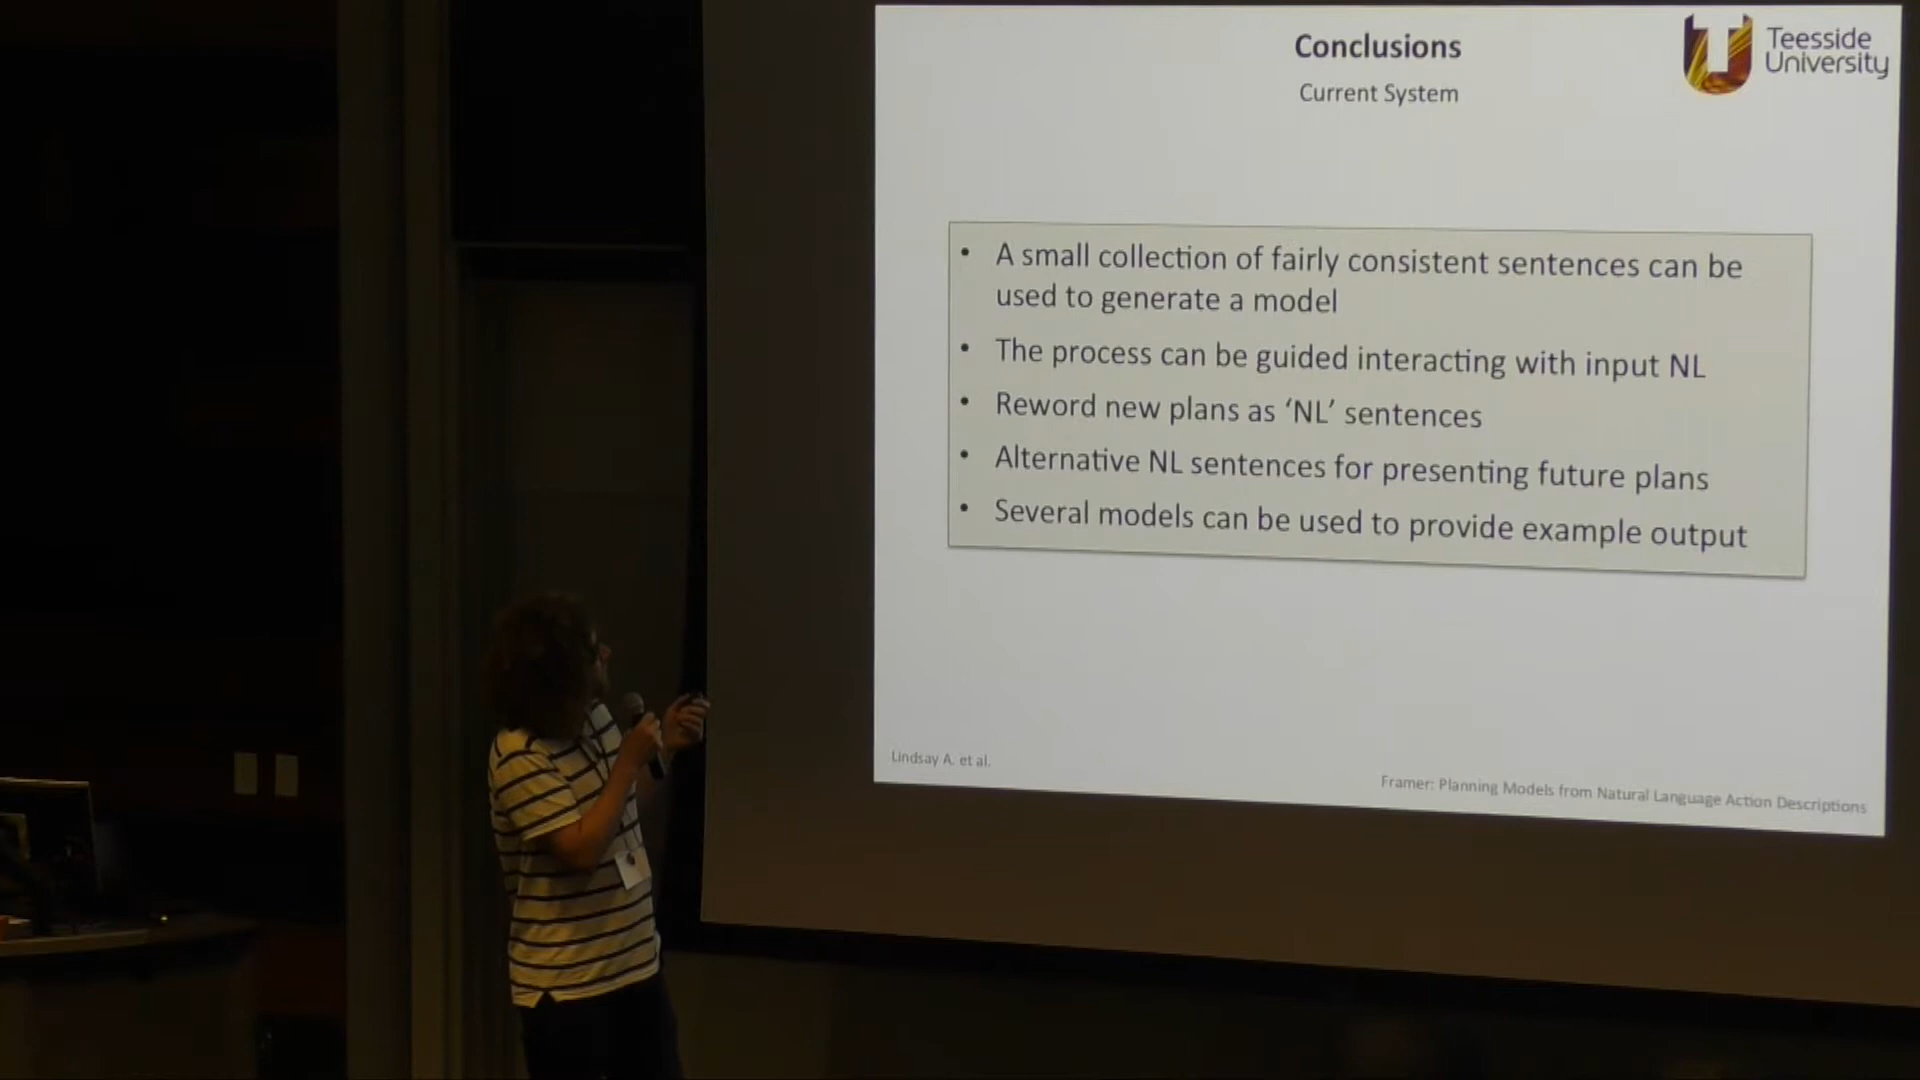 Conclusions
Current System
Teesside
University
• A small collection of fairly consistent sentences can be
used to generate a model
• The process can be guided interacting with input NL
• Reword new plans as ‘NL’ sentences
• Alternative NL sentences for presenting future plans
• Several models can be used to provide example output
Lindsay A. et al.
Framer: Planning Models from Natural Language Action Descriptions